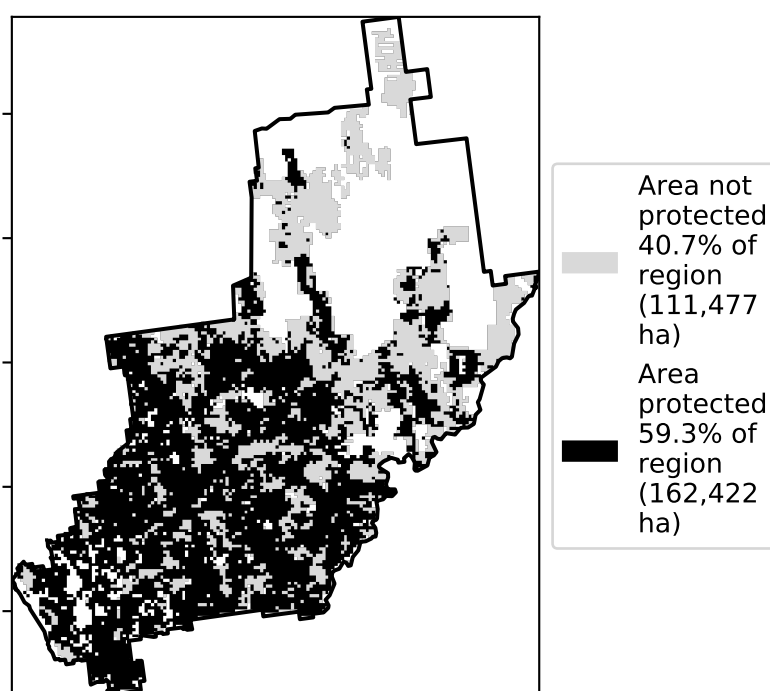 Area not
protected
40.7% of
region
(111,477
ha)
Area
protected
59.3% of
region
(162,422
ha)